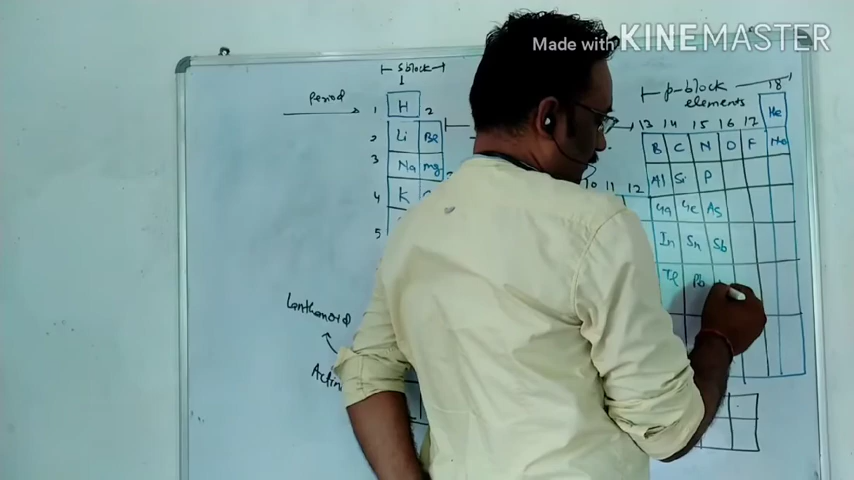 Made with KINEMASTER
s block
p-block
elements
18
Period
1 H 2
13 14 15 16 17
He
2 Li Be
B C N O F Ne
3 Na Mg
10 11 12
Al Si P
4 K
Ga Ge As
5
In Sn Sb
Tl Pb
Lanthanoid
Actin